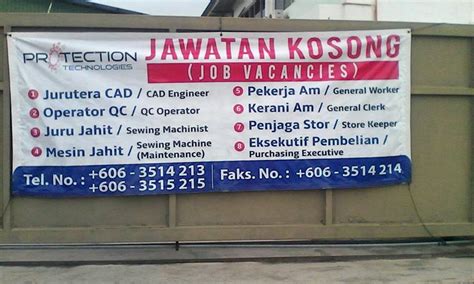 PROTECTION
TECHNOLOGIES
JAWATAN KOSONG
(JOB VACANCIES)
1 Jurutera CAD / CAD Engineer
2 Operator QC / QC Operator
3 Juru Jahit / Sewing Machinist
4 Mesin Jahit / Sewing Machine
(Maintenance)
5 Pekerja Am / General Worker
6 Kerani Am / General Clerk
7 Penjaga Stor / Store Keeper
8 Eksekutif Pembelian /
Purchasing Executive
Tel. No. : +606 - 3514 213
+606 - 3515 215
Faks. No. : +606 - 3514 214